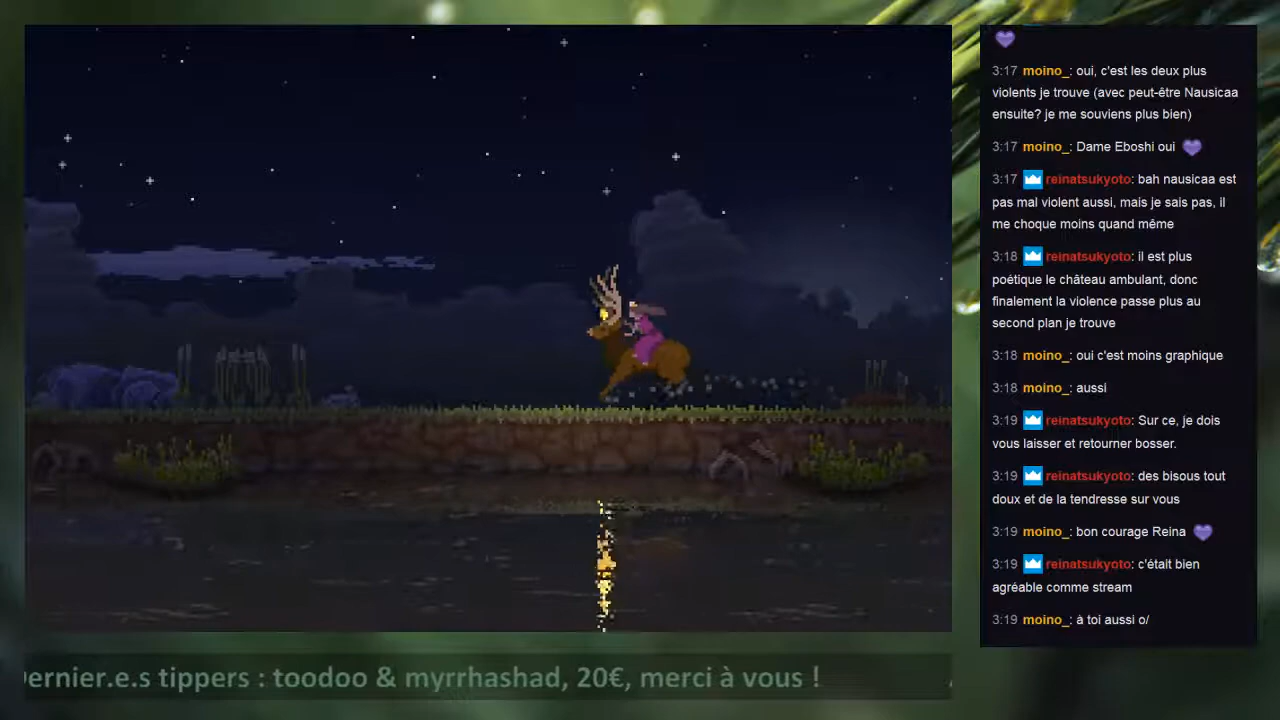 3:17 moino_: oui, c'est les deux plus
violents je trouve (avec peut-être Nausicaa
ensuite? je me souviens plus bien)
3:17 moino_: Dame Eboshi oui
3:17 reinatsukyoto: bah nausicaa est
pas mal violent aussi, mais je sais pas, il
me choque moins quand même
3:18 reinatsukyoto: il est plus
poétique le château ambulant, donc
finalement la violence passe plus au
second plan je trouve
3:18 moino_: oui c'est moins graphique
3:18 moino_: aussi
3:19 reinatsukyoto: Sur ce, je dois
vous laisser et retourner bosser.
3:19 reinatsukyoto: des bisous tout
doux et de la tendresse sur vous
3:19 moino_: bon courage Reina
3:19 reinatsukyoto: c'était bien
agréable comme stream
3:19 moino_: à toi aussi o/
ernier.e.s tippers : toodoo & myrrhashad, 20€, merci à vous !